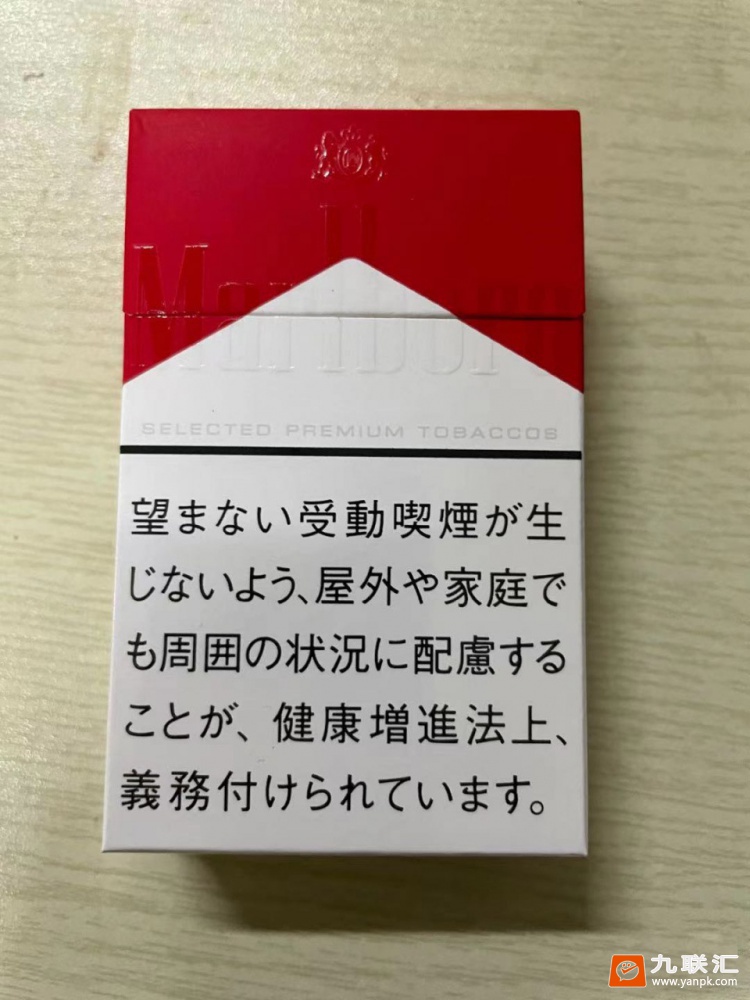 Marlboro
SELECTED PREMIUM TOBACCOS
望まない受動喫煙が生
じないよう、屋外や家庭で
も周囲の状況に配慮する
ことが、健康増進法上、
義務付けられています。
九联汇
www.yanpk.com